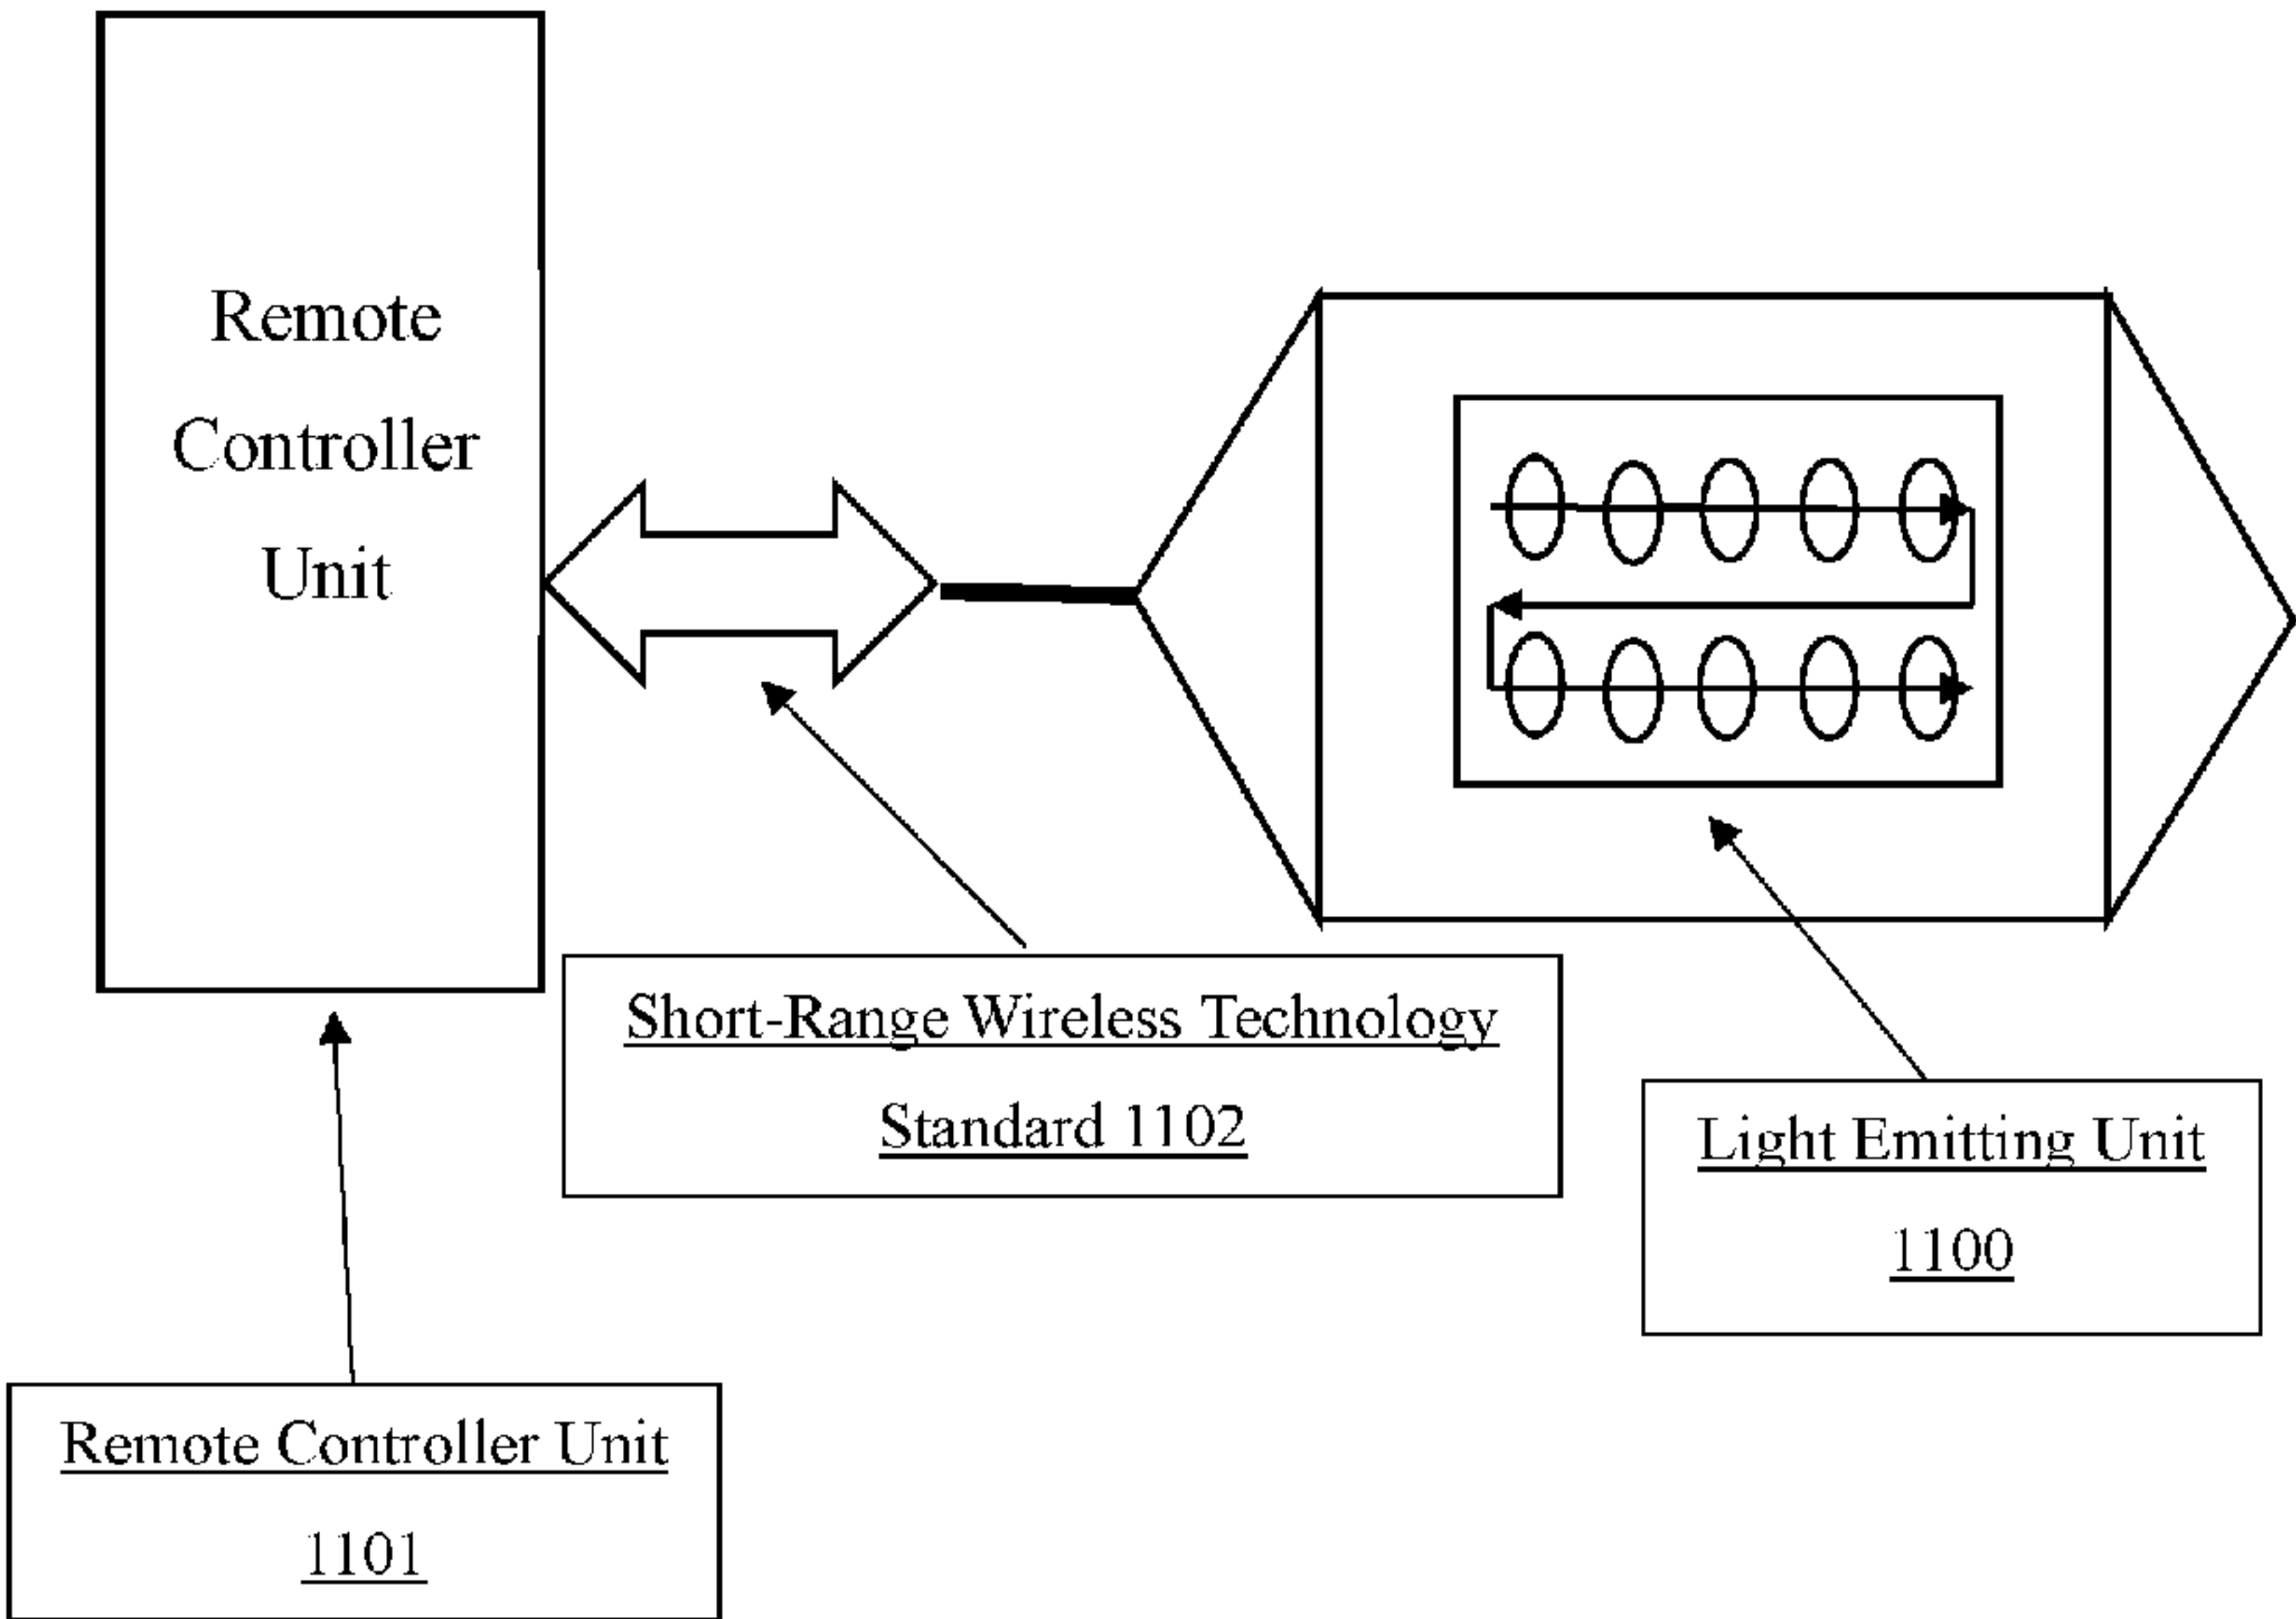 Remote
Controller
Unit
Short-Range Wireless Technology
Standard 1102
Light Emitting Unit
1100
Remote Controller Unit
1101